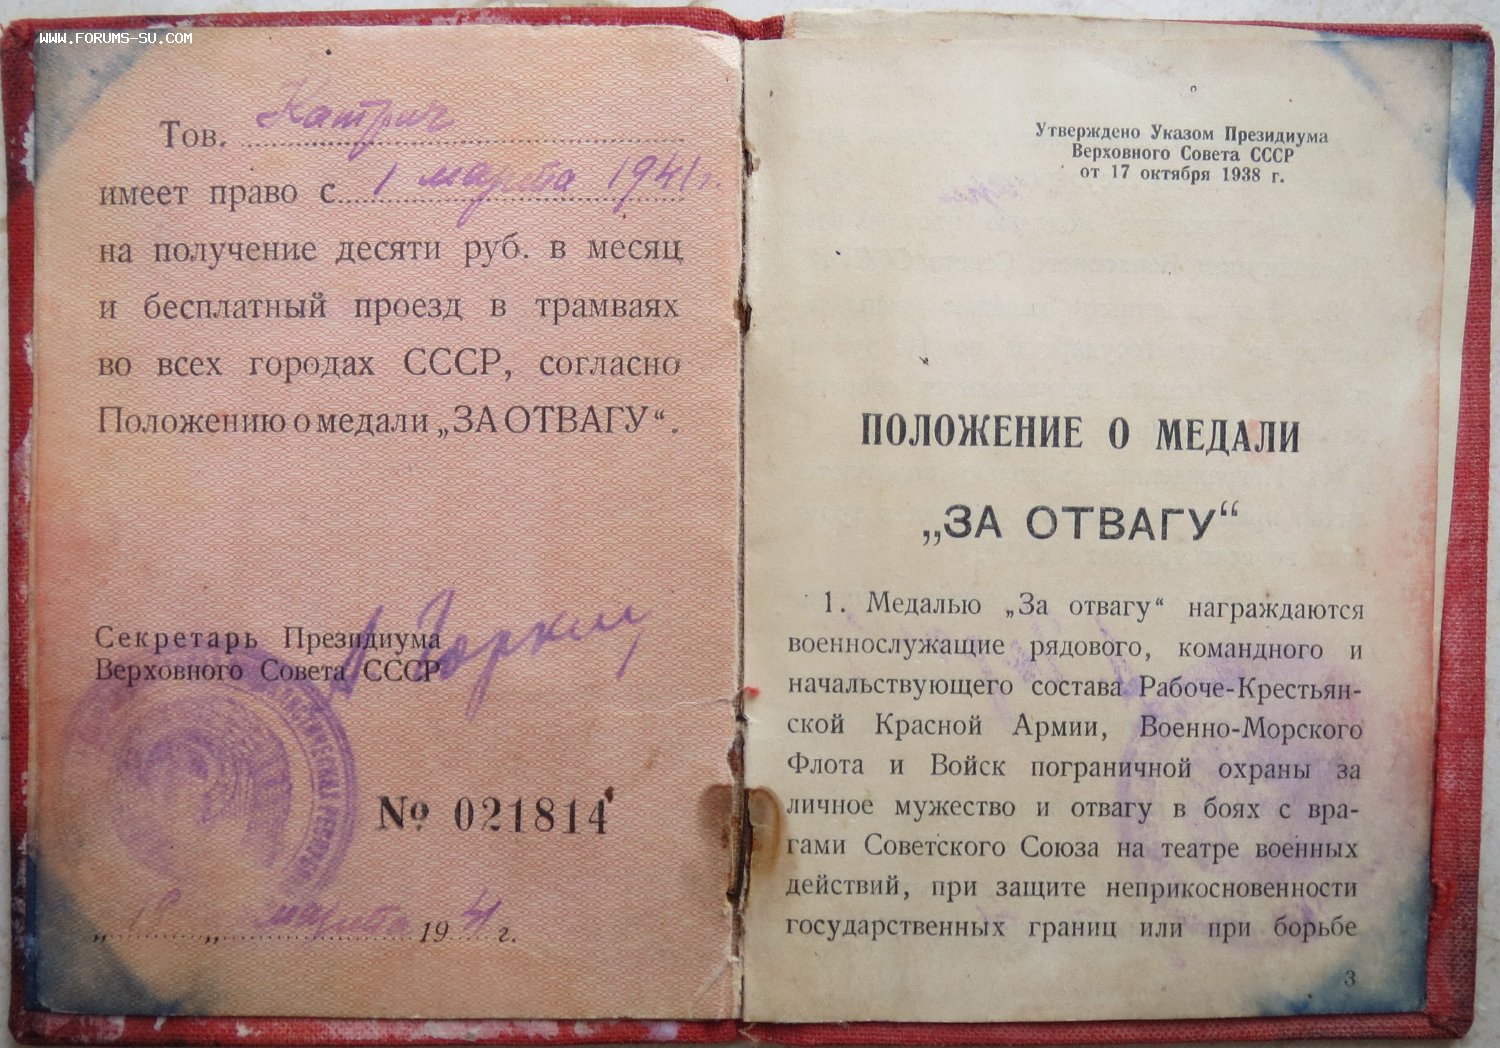 WWW.FORUMS-SU.COM
Тов. Катрич
имеет право с 1 марта 1941 г.
на получение десяти руб. в месяц
и бесплатный проезд в трамваях
во всех городах СССР, согласно
Положению о медали „ЗА ОТВАГУ“.
Секретарь Президиума
Верховного Совета СССР
№ 021814
марта 1941 г.
Утверждено Указом Президиума
Верховного Совета СССР
от 17 октября 1938 г.
ПОЛОЖЕНИЕ О МЕДАЛИ
„ЗА ОТВАГУ“
1. Медалью „За отвагу“ награждаются
военнослужащие рядового, командного и
начальствующего состава Рабоче-Крестьян-
ской Красной Армии, Военно-Морского
Флота и Войск пограничной охраны за
личное мужество и отвагу в боях с вра-
гами Советского Союза на театре военных
действий, при защите неприкосновенности
государственных границ или при борьбе
3